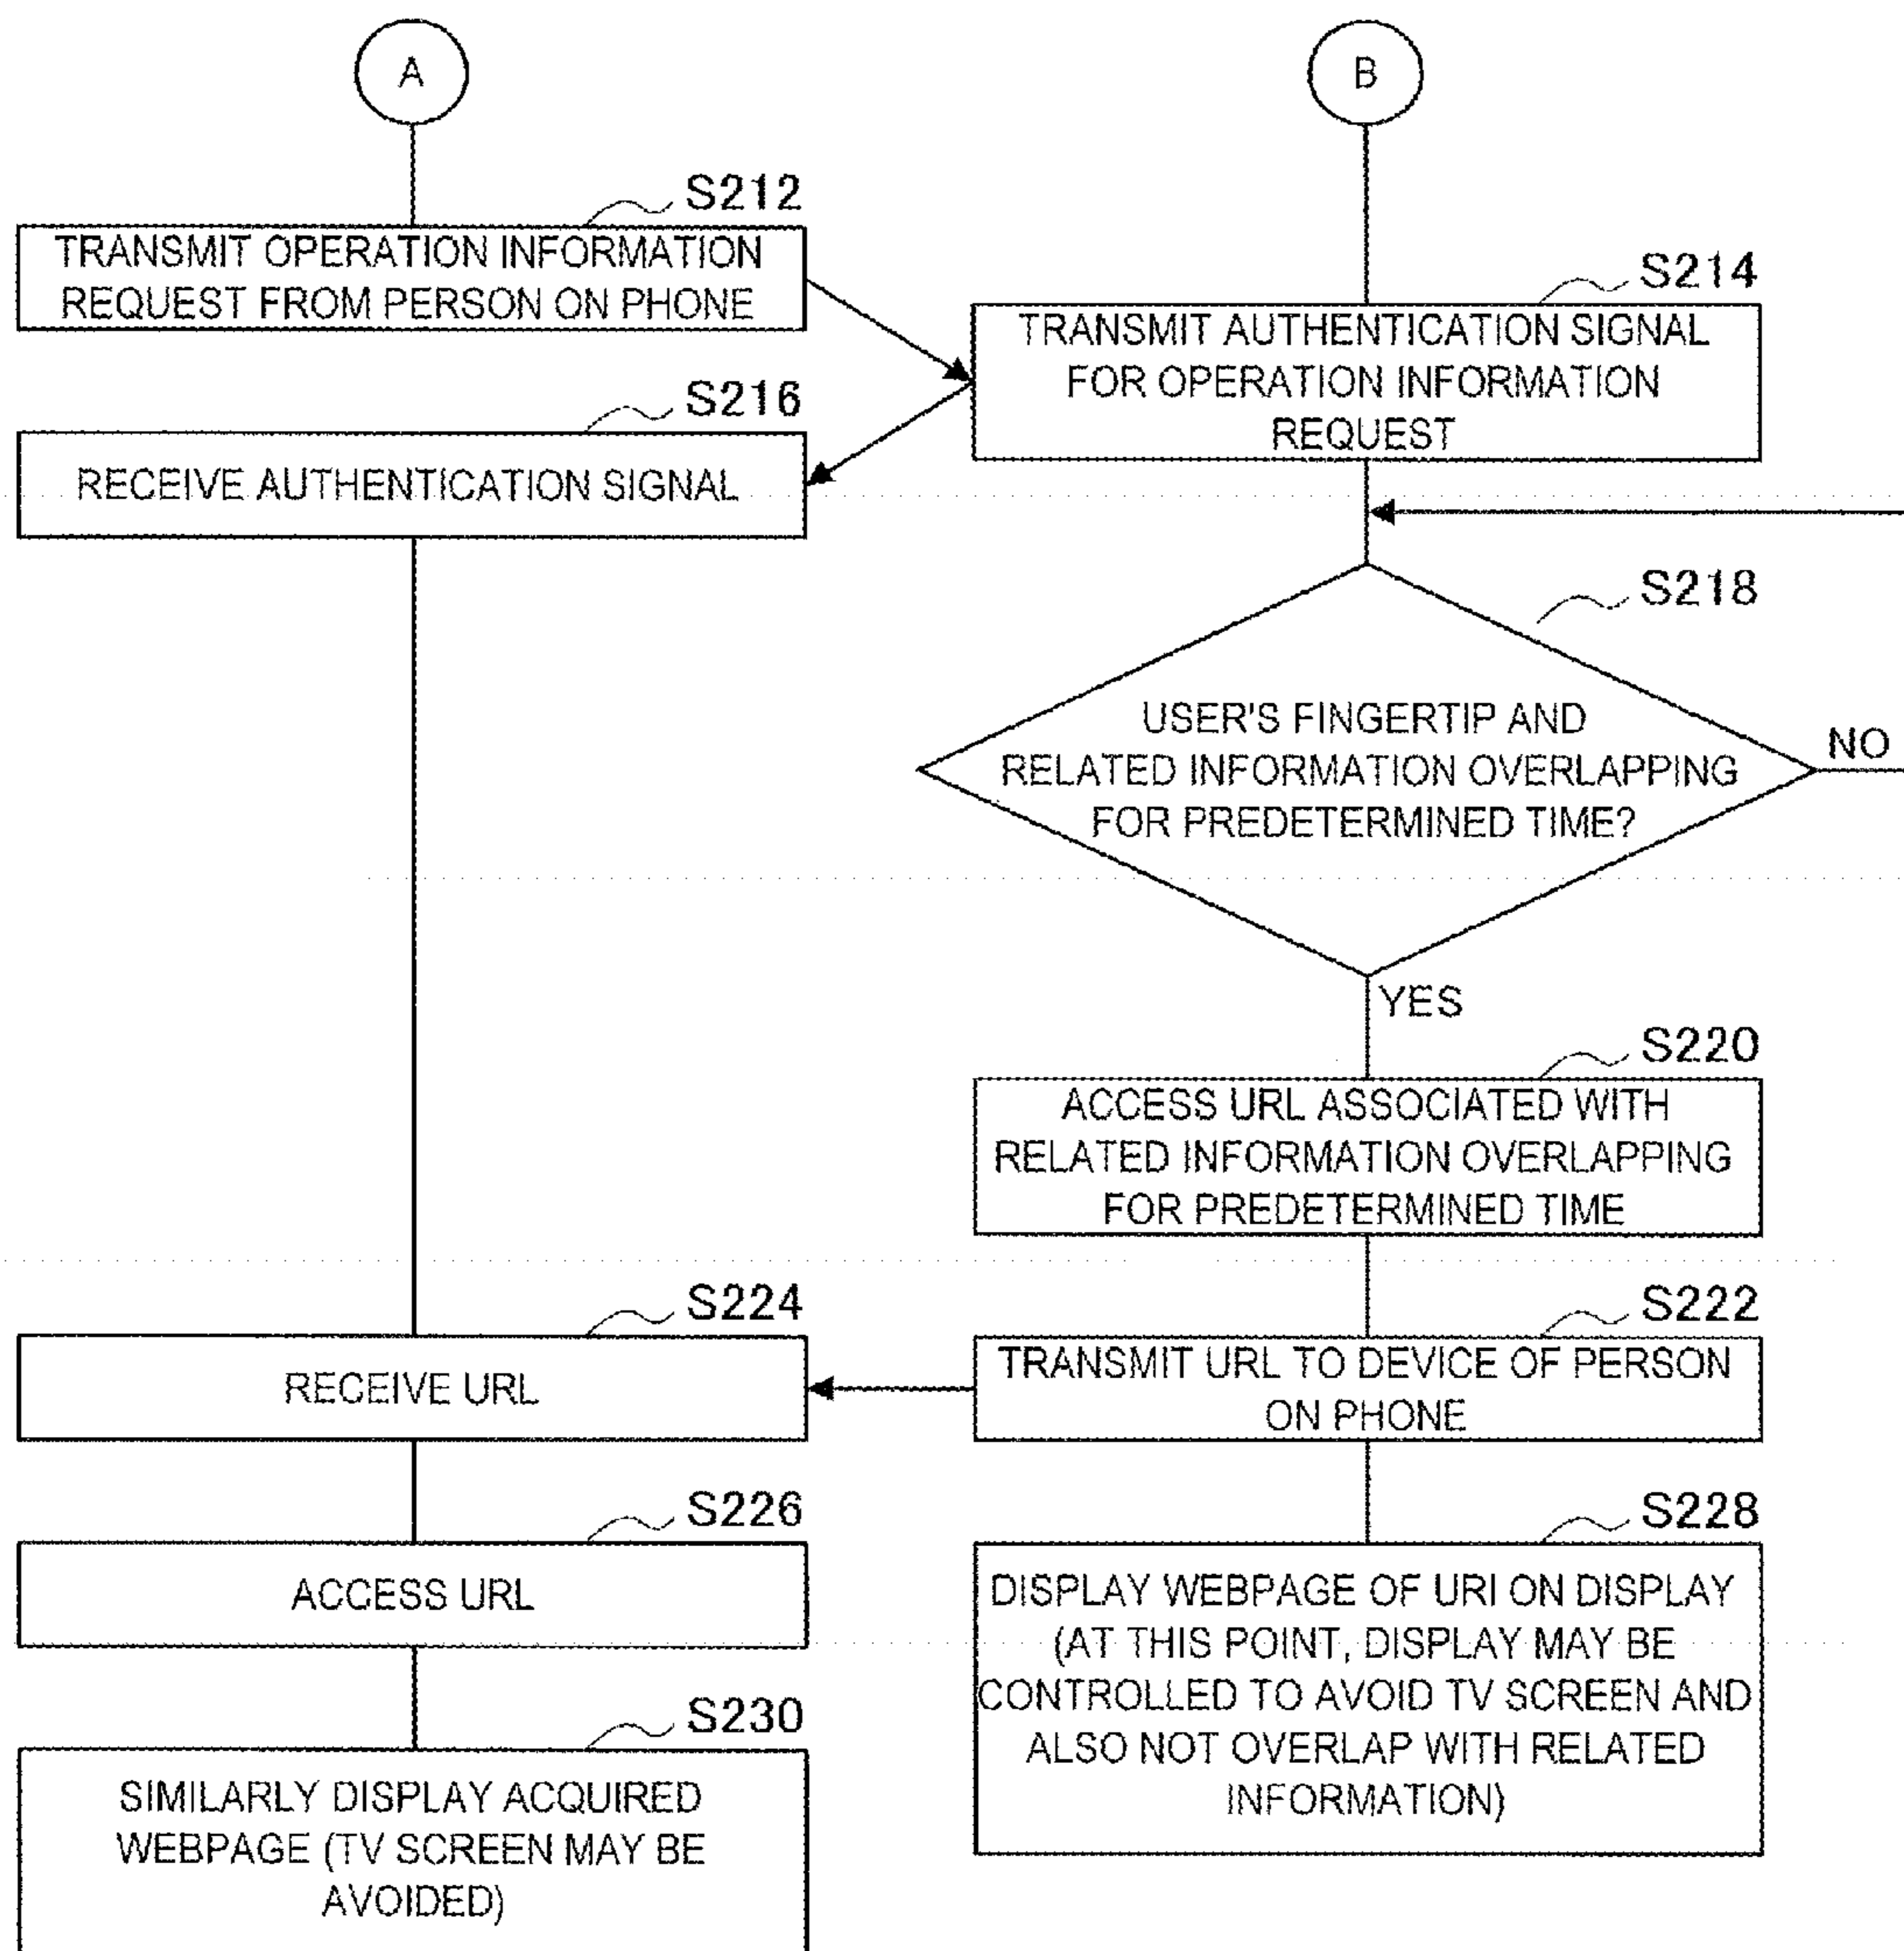 A
B
S212
TRANSMIT OPERATION INFORMATION
REQUEST FROM PERSON ON PHONE
S214
TRANSMIT AUTHENTICATION SIGNAL
FOR OPERATION INFORMATION
REQUEST
S216
RECEIVE AUTHENTICATION SIGNAL
S218
USER'S FINGERTIP AND
RELATED INFORMATION OVERLAPPING
FOR PREDETERMINED TIME?
NO
YES
S220
ACCESS URL ASSOCIATED WITH
RELATED INFORMATION OVERLAPPING
FOR PREDETERMINED TIME
S224
RECEIVE URL
S222
TRANSMIT URL TO DEVICE OF PERSON
ON PHONE
S226
ACCESS URL
S228
DISPLAY WEBPAGE OF URI ON DISPLAY
(AT THIS POINT, DISPLAY MAY BE
CONTROLLED TO AVOID TV SCREEN AND
ALSO NOT OVERLAP WITH RELATED
INFORMATION)
S230
SIMILARLY DISPLAY ACQUIRED
WEBPAGE (TV SCREEN MAY BE
AVOIDED)